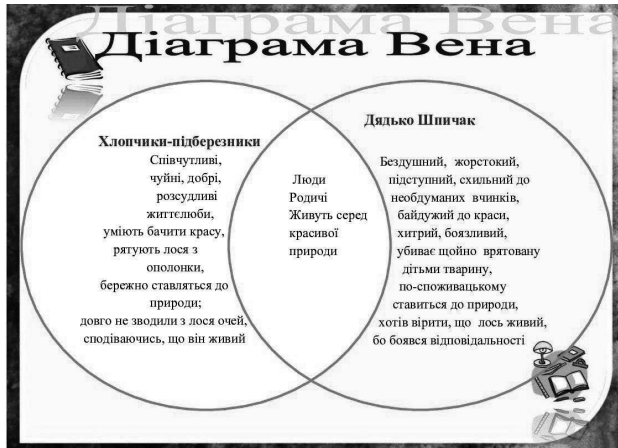 Діаграма Вена
Хлопчики-підберезники
Співчутливі,
чуйні, добрі,
розсудливі
життєлюби,
уміють бачити красу,
рятують лося з
ополонки,
бережно ставляться до
природи;
довго не зводили з лося очей,
сподіваючись, що він живий
Люди
Родичі
Живуть серед
красивої
природи
Дядько Шпичак
Бездушний, жорстокий,
підступний, схильний до
необдуманих вчинків,
байдужий до краси,
хитрий, боязливий,
убиває щойно врятовану
дітьми тварину,
по-споживацькому
ставиться до природи,
хотів вірити, що лось живий,
бо боявся відповідальності